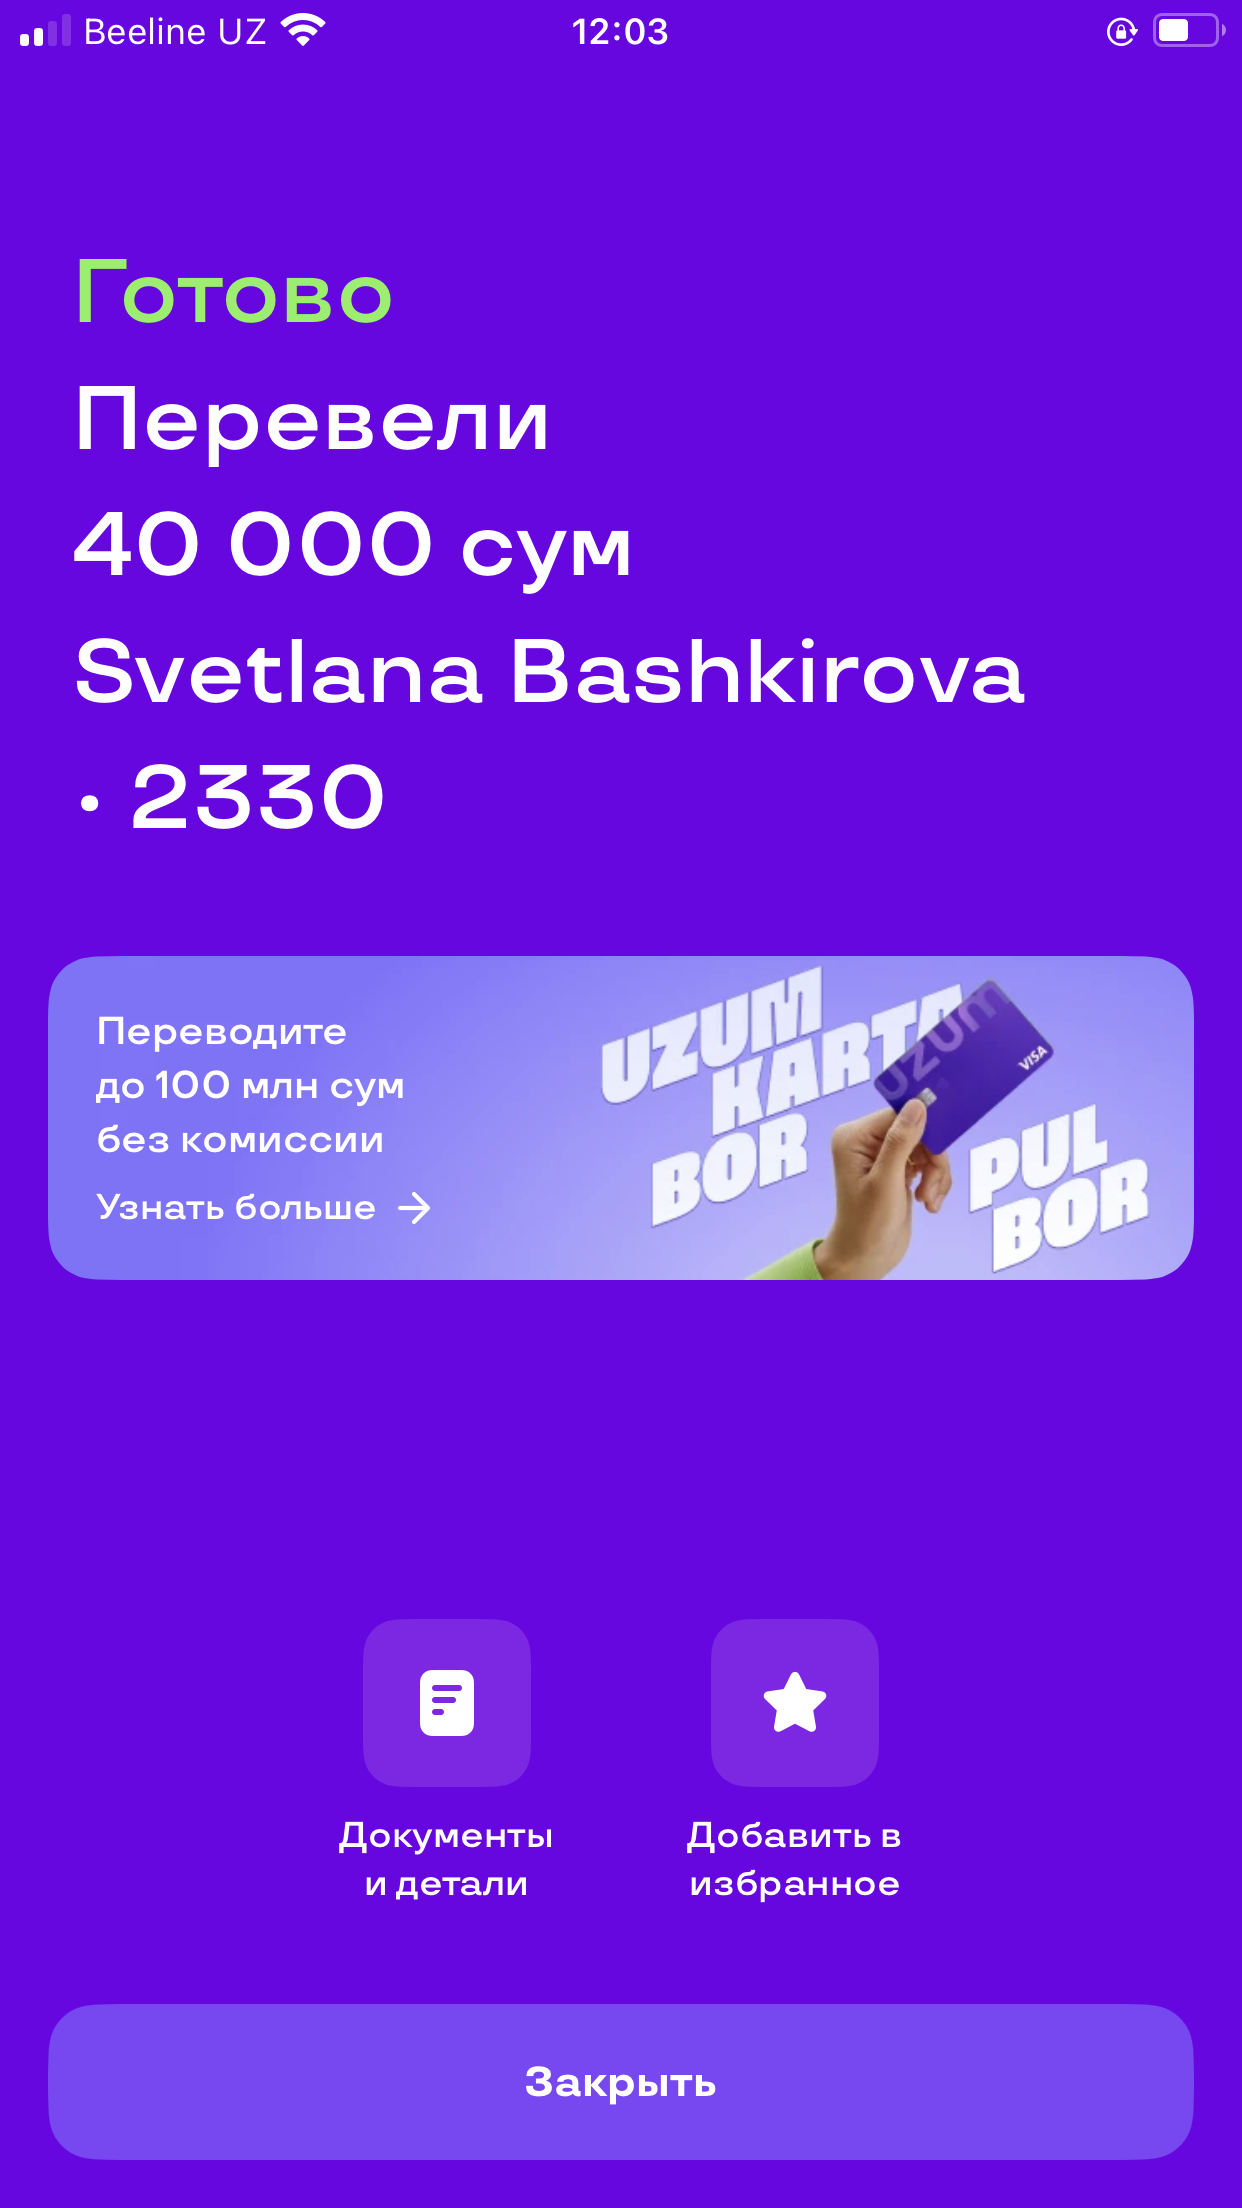 Beeline UZ
12:03
Готово
Перевели
40 000 сум
Svetlana Bashkirova
· 2330
Переводите
до 100 млн сум
без комиссии
Узнать больше →
UZUM
KARTA
BOR
uzum
VISA
PUL
BOR
Документы
и детали
Добавить в
избранное
Закрыть